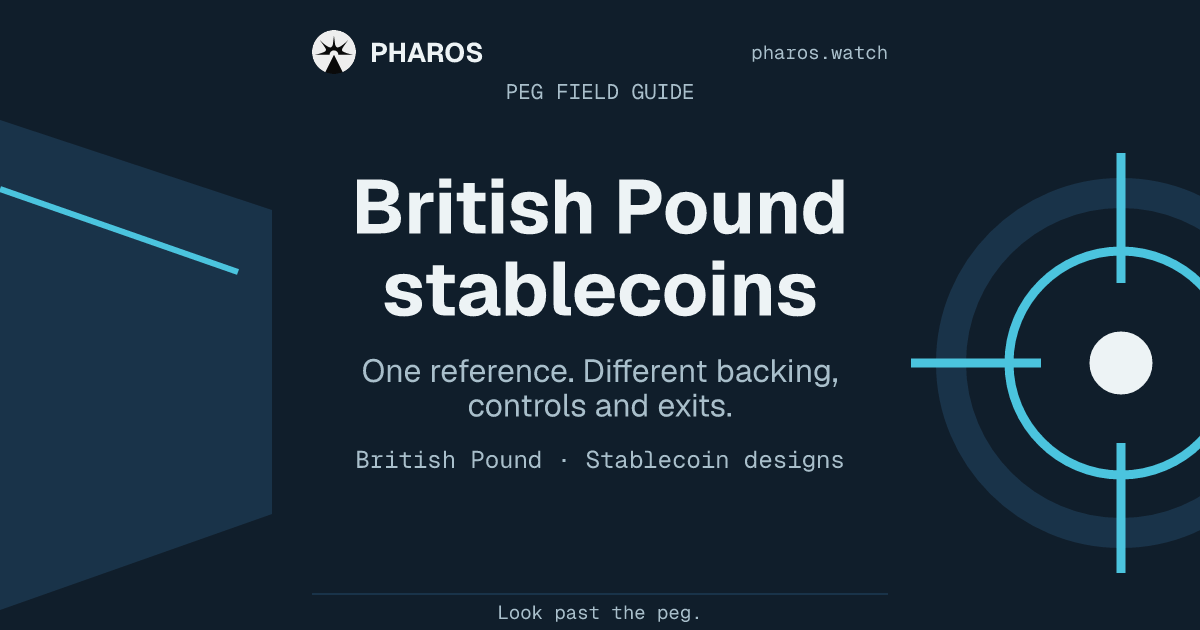 PHAROS
pharos.watch
PEG FIELD GUIDE
British Pound
stablecoins
One reference. Different backing,
controls and exits.
British Pound · Stablecoin designs
Look past the peg.